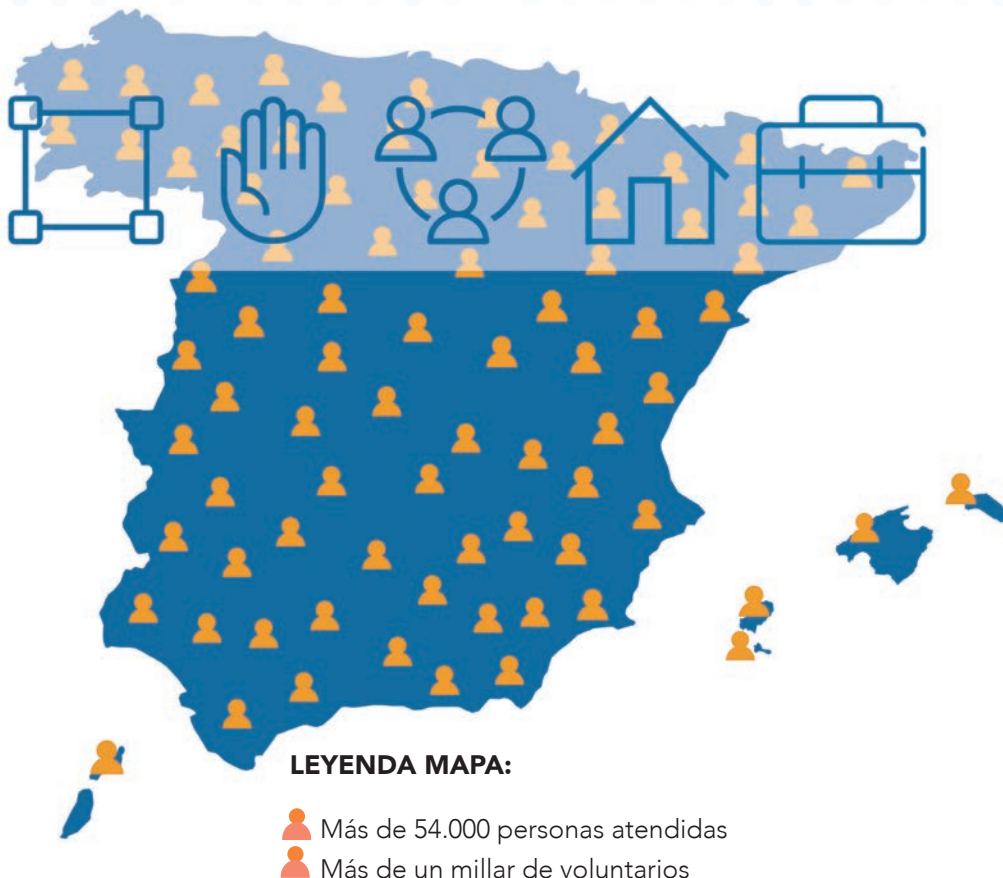 LEYENDA MAPA:
Más de 54.000 personas atendidas
Más de un millar de voluntarios